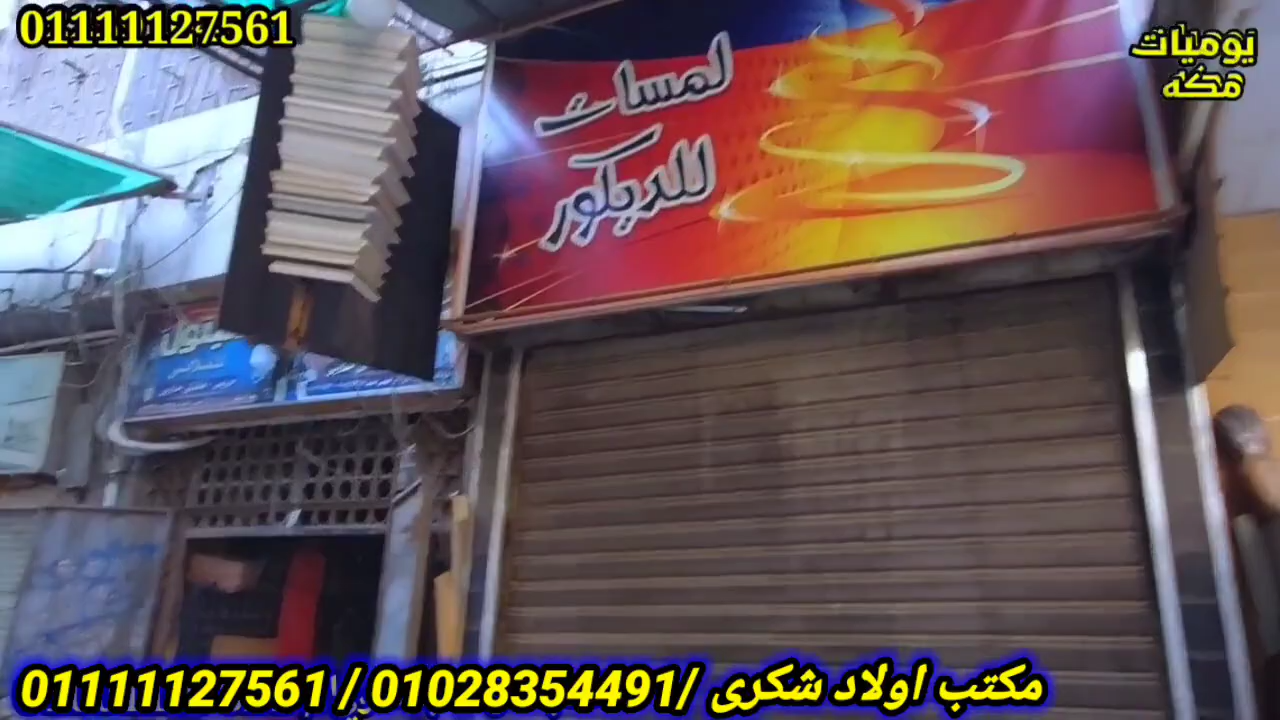 01111127561
يوميات
مكه
لمسات
للديكور
مكتب اولاد شكرى /01028354491 / 01111127561